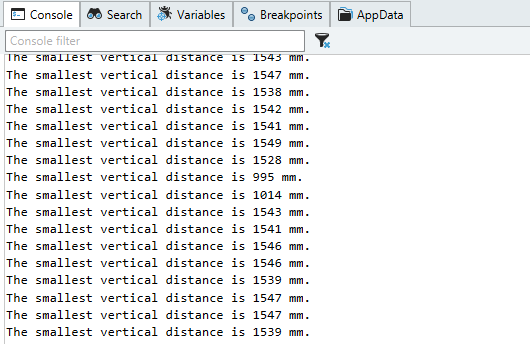 Console Search Variables Breakpoints AppData
Console filter
The smallest vertical distance is 1543 mm.
The smallest vertical distance is 1547 mm.
The smallest vertical distance is 1538 mm.
The smallest vertical distance is 1542 mm.
The smallest vertical distance is 1541 mm.
The smallest vertical distance is 1549 mm.
The smallest vertical distance is 1528 mm.
The smallest vertical distance is 995 mm.
The smallest vertical distance is 1014 mm.
The smallest vertical distance is 1543 mm.
The smallest vertical distance is 1541 mm.
The smallest vertical distance is 1546 mm.
The smallest vertical distance is 1546 mm.
The smallest vertical distance is 1539 mm.
The smallest vertical distance is 1547 mm.
The smallest vertical distance is 1547 mm.
The smallest vertical distance is 1539 mm.